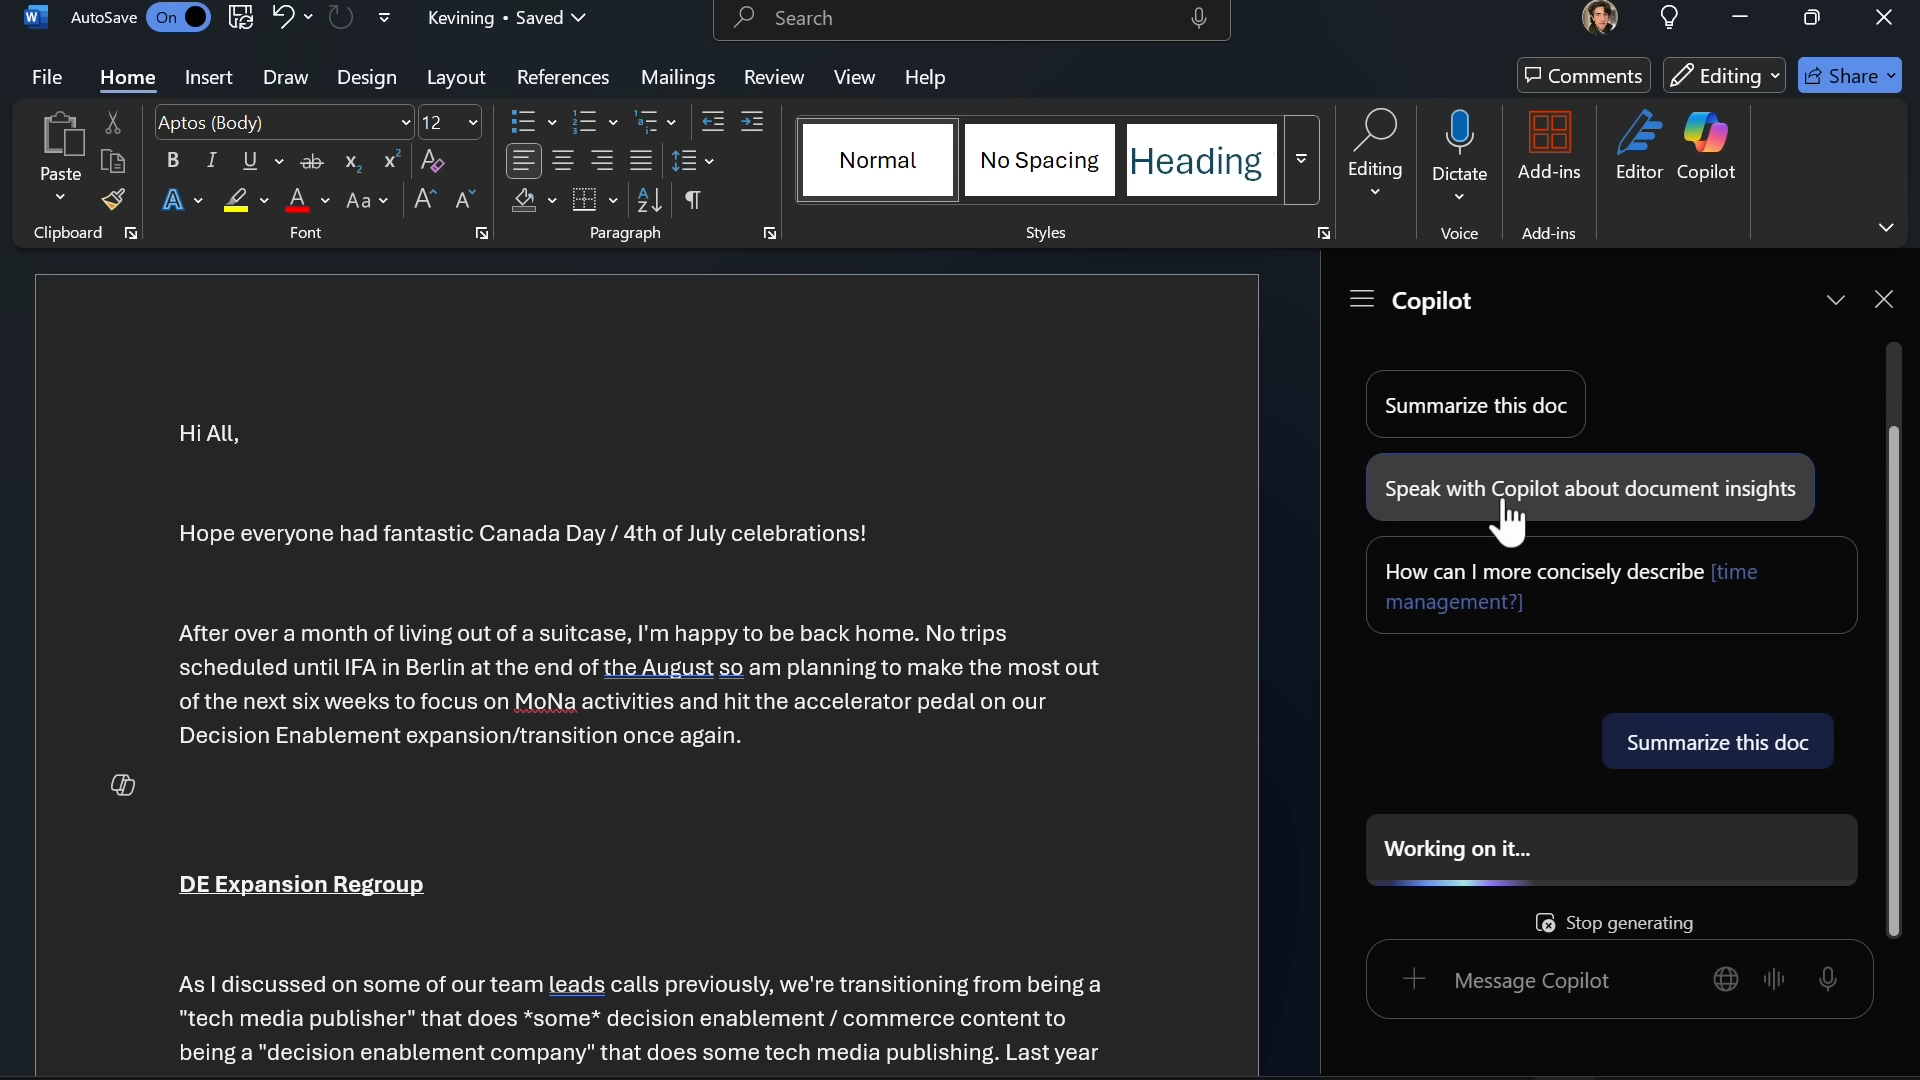 AutoSave On Kevining • Saved Search
File Home Insert Draw Design Layout References Mailings Review View Help Comments Editing Share
Paste
Clipboard
Aptos (Body) 12
Font
Paragraph
Normal No Spacing Heading
Styles
Editing
Dictate
Voice
Add-ins
Add-ins
Editor
Copilot
Hi All,
Hope everyone had fantastic Canada Day / 4th of July celebrations!
After over a month of living out of a suitcase, I'm happy to be back home. No trips
scheduled until IFA in Berlin at the end of the August so am planning to make the most out
of the next six weeks to focus on MoNa activities and hit the accelerator pedal on our
Decision Enablement expansion/transition once again.
DE Expansion Regroup
As I discussed on some of our team leads calls previously, we're transitioning from being a
"tech media publisher" that does *some* decision enablement / commerce content to
being a "decision enablement company" that does some tech media publishing. Last year
Copilot
Summarize this doc
Speak with Copilot about document insights
How can I more concisely describe [time
management?]
Summarize this doc
Working on it...
Stop generating
Message Copilot